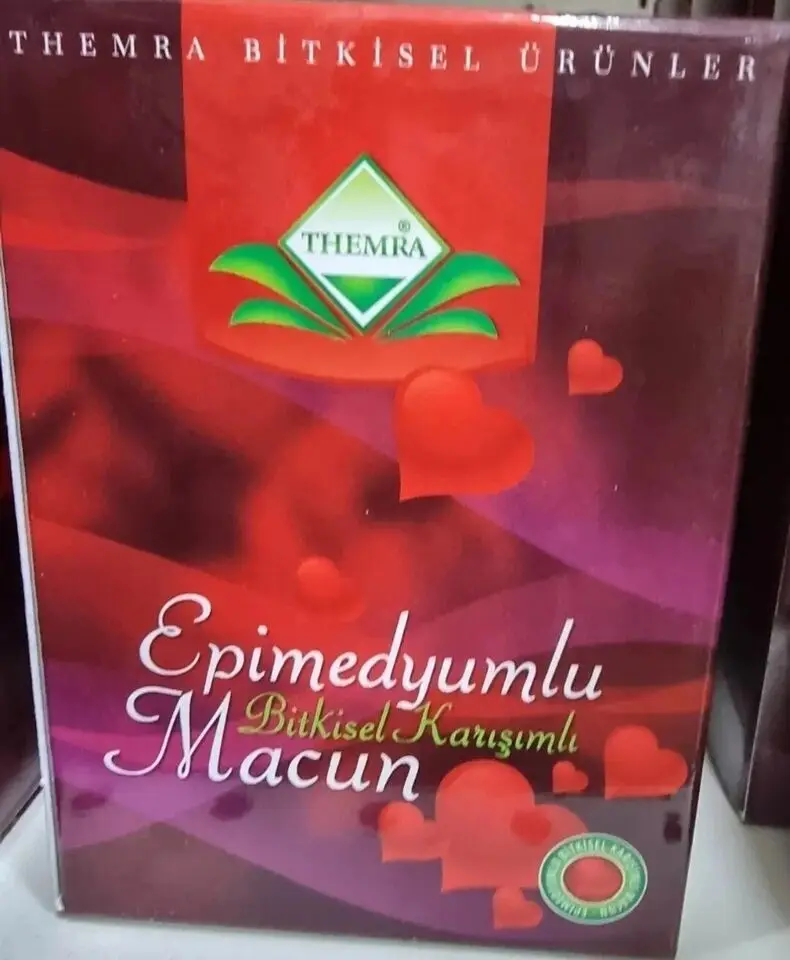 THEMRA BİTKİSEL ÜRÜNLER
THEMRA®
Epimedyumlu
Bitkisel Karışımlı
Macun